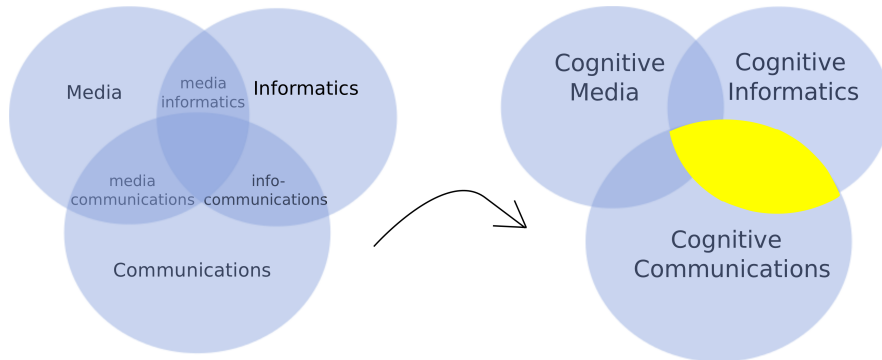 Media
media
informatics
Informatics
media
communications
info-
communications
Communications
Cognitive
Media
Cognitive
Informatics
Cognitive
Communications